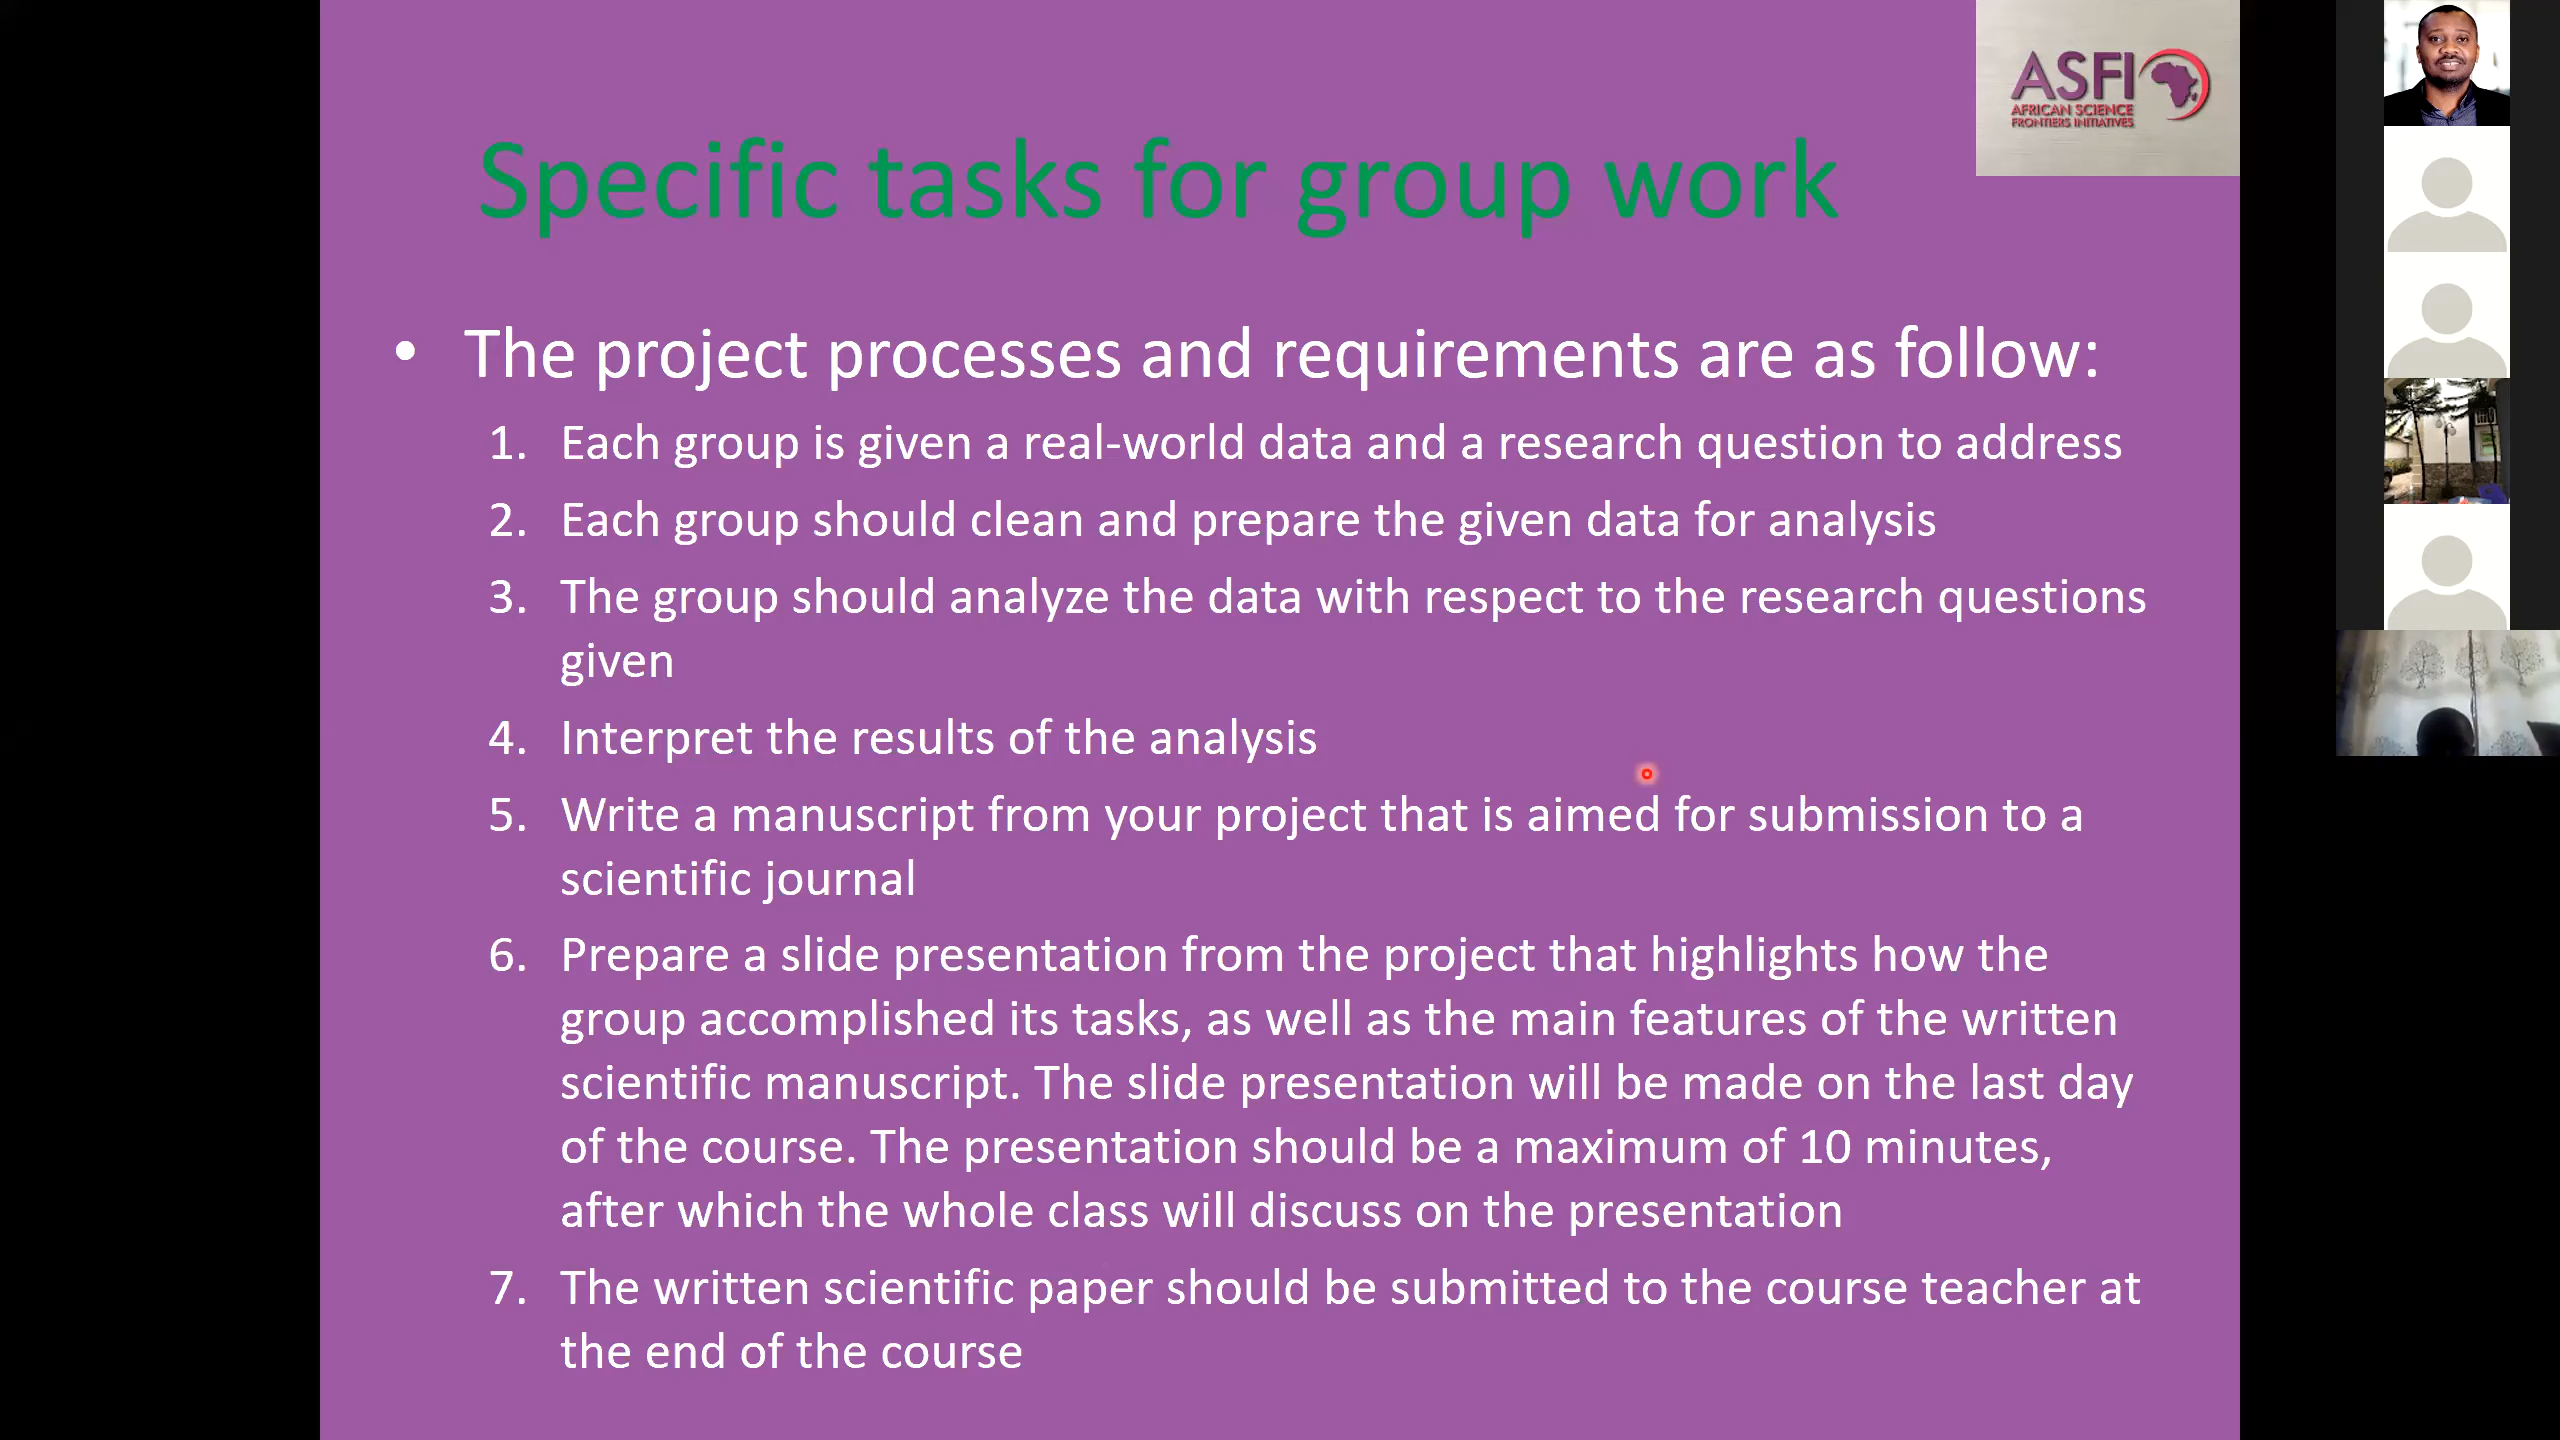 ASFI
AFRICAN SCIENCE
FRONTIERS INITIATIVES
Specific tasks for group work
• The project processes and requirements are as follow:
1. Each group is given a real-world data and a research question to address
2. Each group should clean and prepare the given data for analysis
3. The group should analyze the data with respect to the research questions
given
4. Interpret the results of the analysis
5. Write a manuscript from your project that is aimed for submission to a
scientific journal
6. Prepare a slide presentation from the project that highlights how the
group accomplished its tasks, as well as the main features of the written
scientific manuscript. The slide presentation will be made on the last day
of the course. The presentation should be a maximum of 10 minutes,
after which the whole class will discuss on the presentation
7. The written scientific paper should be submitted to the course teacher at
the end of the course